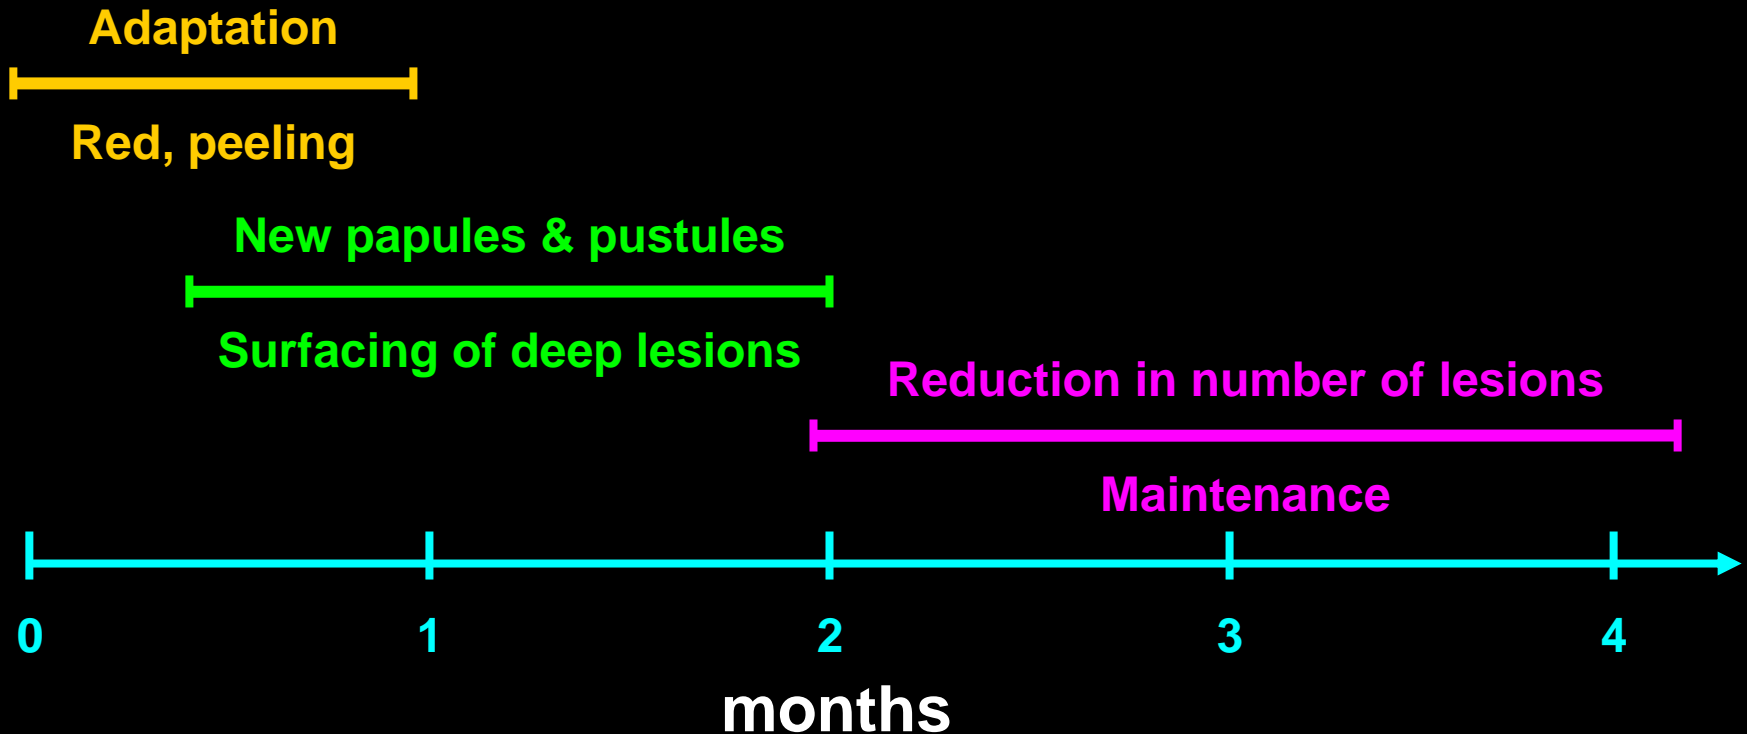 Adaptation
Red, peeling
New papules & pustules
Surfacing of deep lesions
Reduction in number of lesions
Maintenance
0 1 2 3 4
months